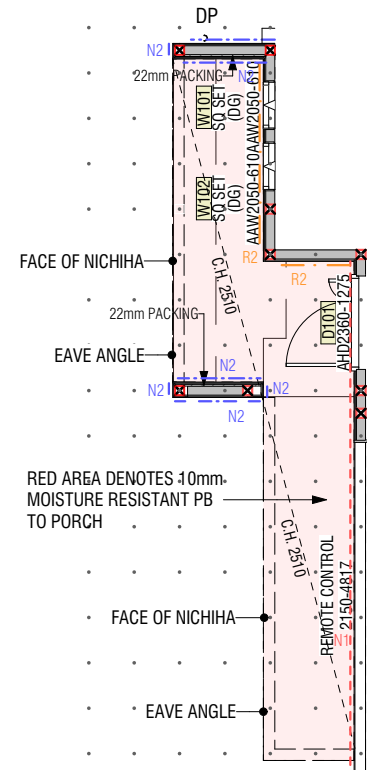 DP
N2
N2
N2
22mm PACKING
W101
SQ SET
(DG)
AAW2050-610
W102
SQ SET
(DG)
AAW2050-610
R2
R2
FACE OF NICHIHA
C.H. 2510
22mm PACKING
D101
AHD2360-1275
EAVE ANGLE
N2
N2
N2
N2
RED AREA DENOTES 10mm
MOISTURE RESISTANT PB
TO PORCH
C.H. 2510
REMOTE CONTROL
2150-4817
N1
FACE OF NICHIHA
EAVE ANGLE